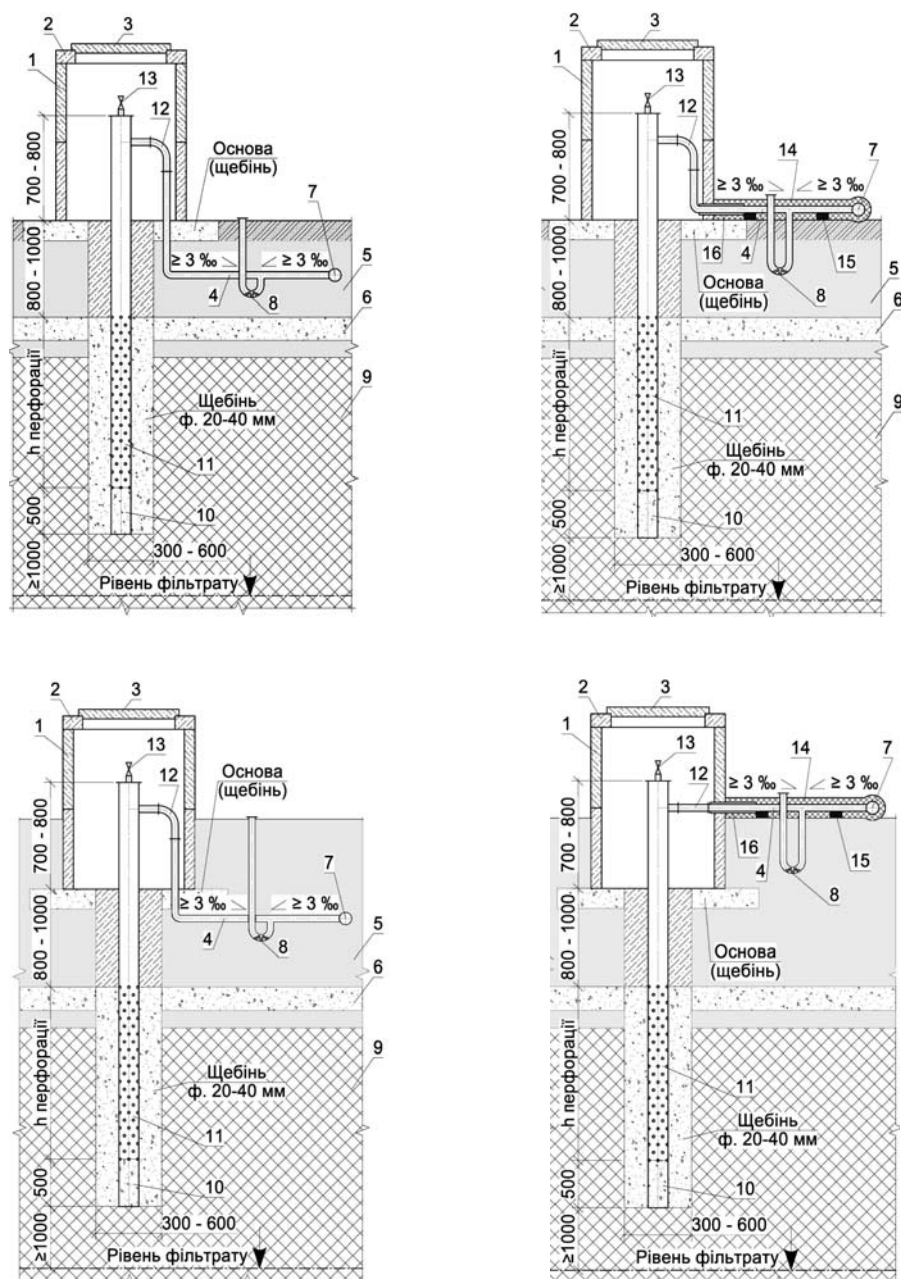 2
3
1
13
12
700 - 800
Основа
(щебінь)
7
≥ 3 ‰
≥ 3 ‰
800 - 1000
4
8
5
6
h перфорації
Щебінь
ф. 20-40 мм
9
11
500
10
300 - 600
≥1000
Рівень фільтрату
2
3
1
13
12
14
7
700 - 800
≥ 3 ‰
≥ 3 ‰
16
4
15
800 - 1000
Основа
(щебінь)
8
5
6
h перфорації
9
11
Щебінь
ф. 20-40 мм
500
10
300 - 600
≥1000
Рівень фільтрату
2
3
1
13
12
Основа
(щебінь)
700 - 800
7
≥ 3 ‰
≥ 3 ‰
800 - 1000
4
8
5
6
h перфорації
9
Щебінь
ф. 20-40 мм
11
500
10
300 - 600
≥1000
Рівень фільтрату
2
3
1
13
12
14
7
≥ 3 ‰
≥ 3 ‰
700 - 800
16
4
15
8
800 - 1000
Основа
(щебінь)
5
6
h перфорації
9
11
Щебінь
ф. 20-40 мм
500
10
300 - 600
≥1000
Рівень фільтрату